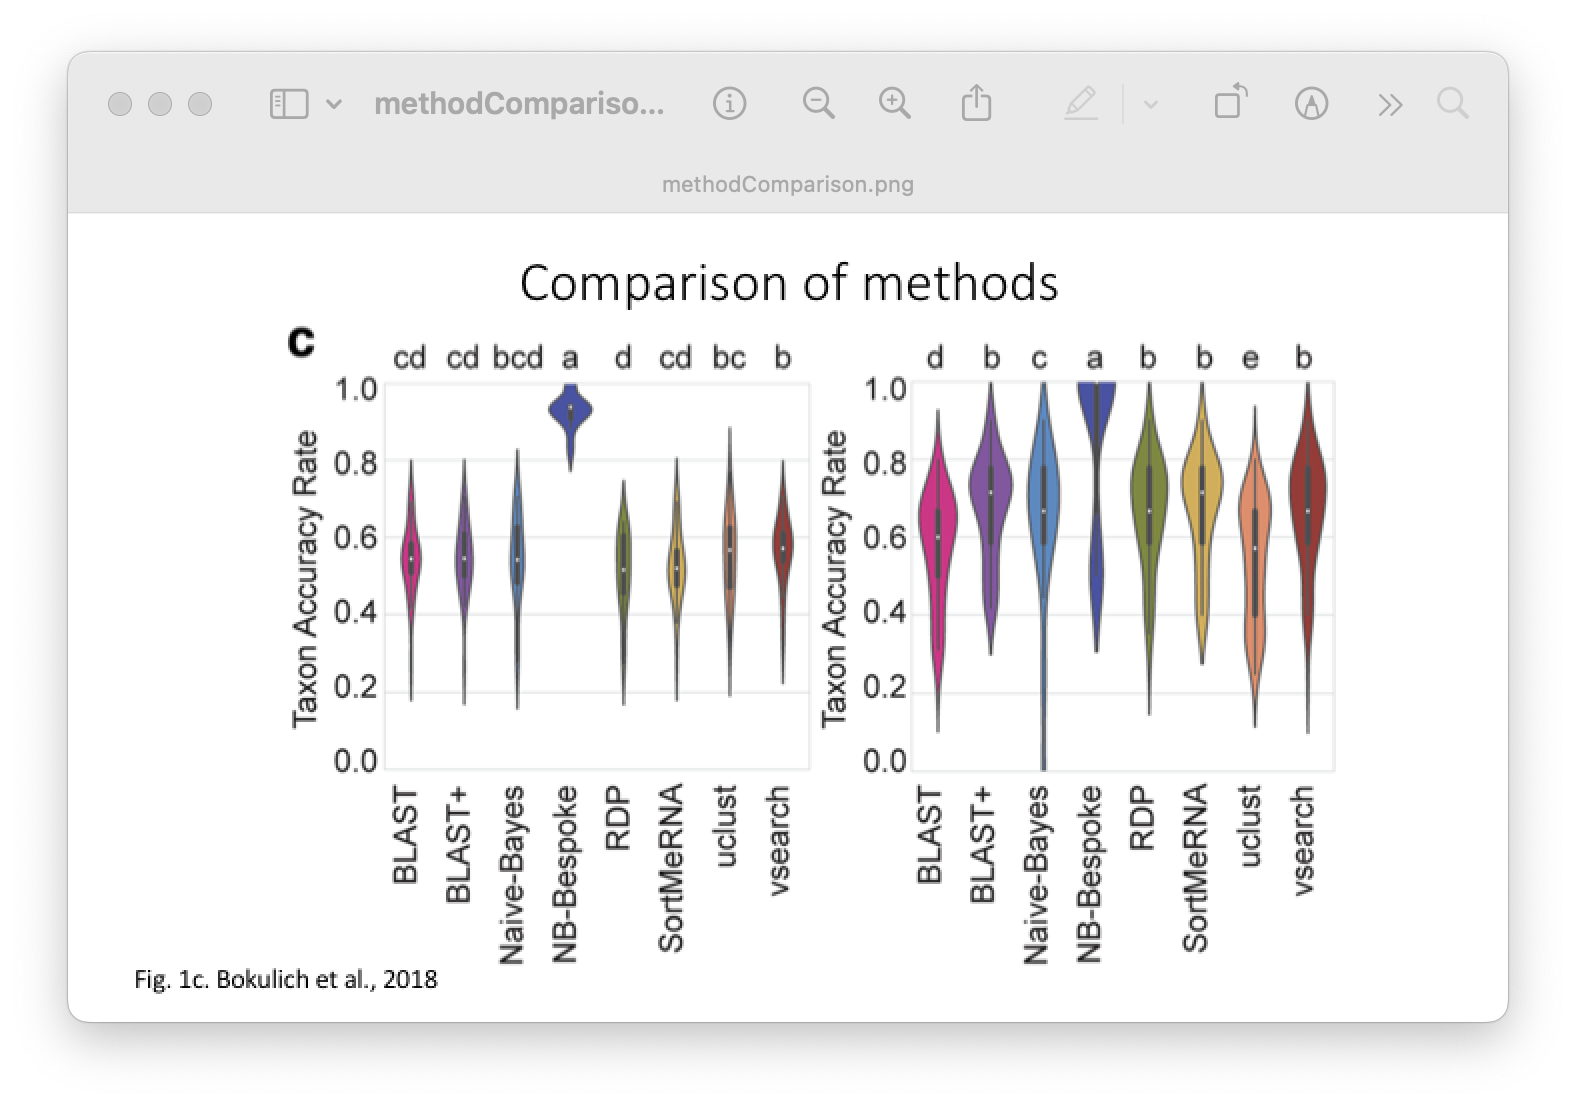 methodCompariso...
methodComparison.png
Comparison of methods
c
cd cd bcd a d cd bc b
1.0
0.8
0.6
0.4
0.2
0.0
Taxon Accuracy Rate
BLAST
BLAST+
Naive-Bayes
NB-Bespoke
RDP
SortMeRNA
uclust
vsearch
d b c a b b e b
1.0
0.8
0.6
0.4
0.2
0.0
Taxon Accuracy Rate
BLAST
BLAST+
Naive-Bayes
NB-Bespoke
RDP
SortMeRNA
uclust
vsearch
Fig. 1c. Bokulich et al., 2018